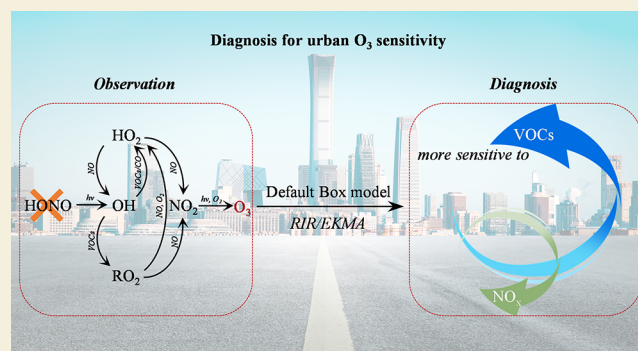 Diagnosis for urban O₃ sensitivity
Observation
HO₂
NO
VOCs/CO
NO
HONO
hν
OH
NO, O₂
NO₂
hν, O₂
O₃
VOCs
NO
RO₂
Default Box model
RIR/EKMA
Diagnosis
VOCs
more sensitive to
NOₓ